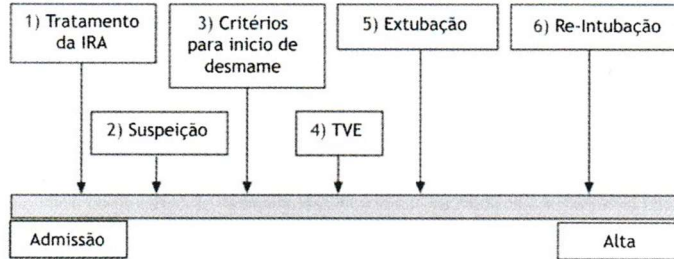 1) Tratamento
da IRA
2) Suspeição
3) Critérios
para inicio de
desmame
4) TVE
5) Extubação
6) Re-Intubação
Admissão
Alta